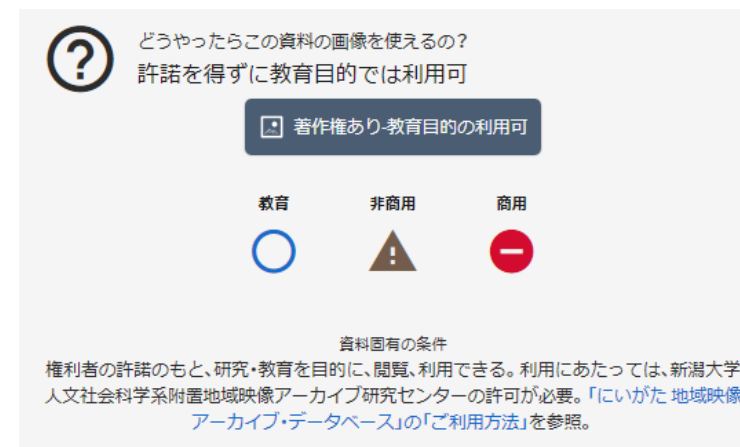 どうやったらこの資料の画像を使えるの?
許諾を得ずに教育目的では利用可
著作権あり-教育目的の利用可
教育 非商用 商用
資料固有の条件
権利者の許諾のもと、研究・教育を目的に、閲覧、利用できる。利用にあたっては、新潟大学
人文社会科学系附置地域映像アーカイブ研究センターの許可が必要。「にいがた 地域映像
アーカイブ・データベース」の「ご利用方法」を参照。